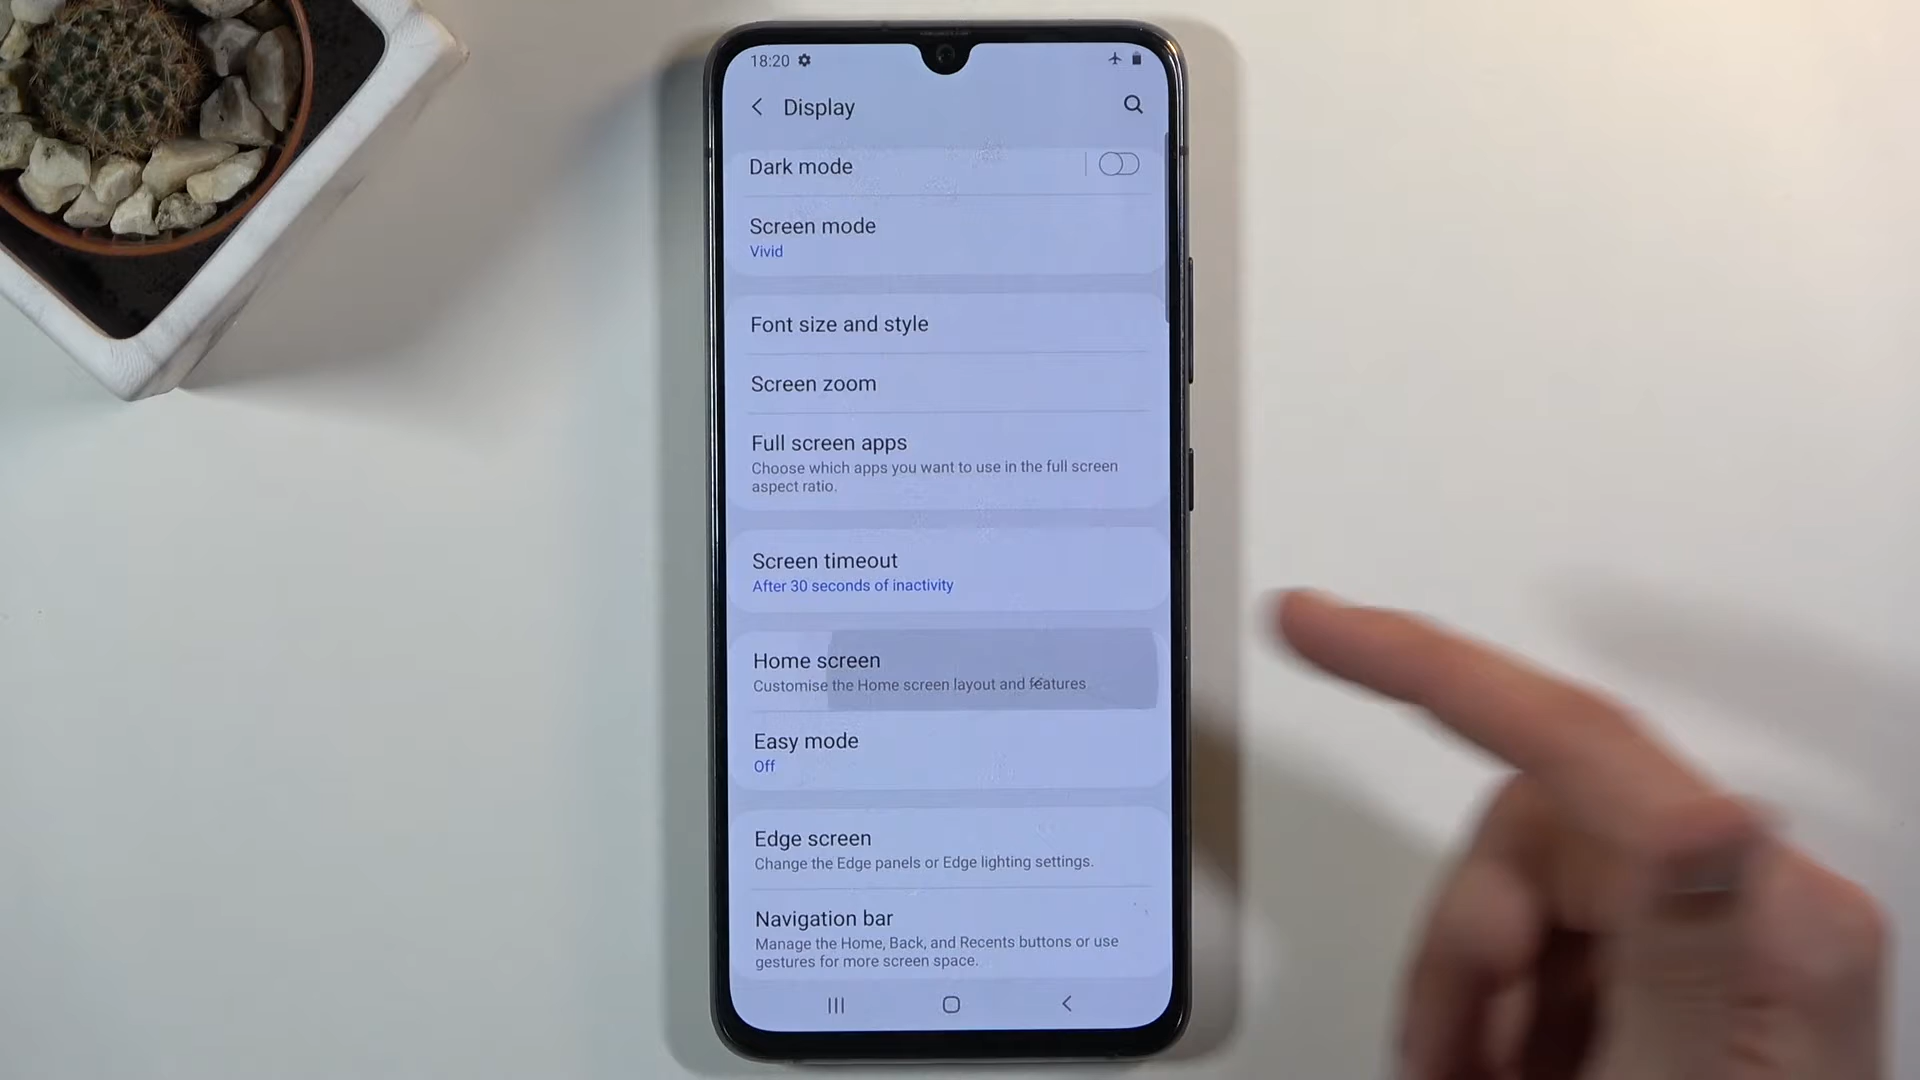 18:20
Display
Dark mode
Screen mode
Vivid
Font size and style
Screen zoom
Full screen apps
Choose which apps you want to use in the full screen
aspect ratio.
Screen timeout
After 30 seconds of inactivity
Home screen
Customise the Home screen layout and features
Easy mode
Off
Edge screen
Change the Edge panels or Edge lighting settings.
Navigation bar
Manage the Home, Back, and Recents buttons or use
gestures for more screen space.